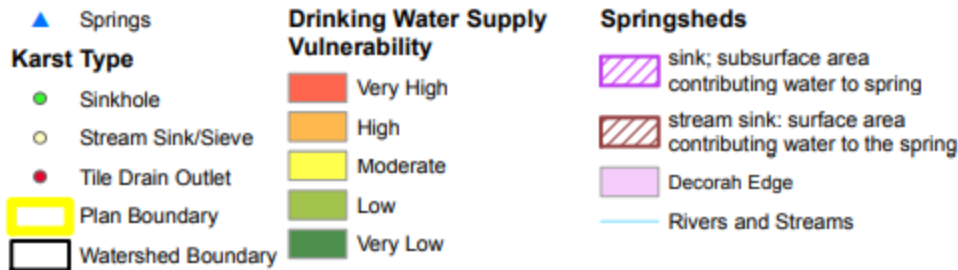 Springs
Karst Type
Sinkhole
Stream Sink/Sieve
Tile Drain Outlet
Plan Boundary
Watershed Boundary
Drinking Water Supply
Vulnerability
Very High
High
Moderate
Low
Very Low
Springsheds
sink; subsurface area
contributing water to spring
stream sink: surface area
contributing water to the spring
Decorah Edge
Rivers and Streams